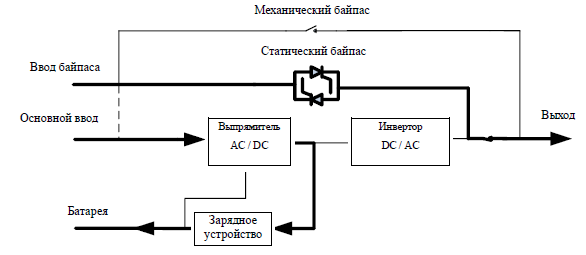 Механический байпас
Статический байпас
Ввод байпаса
Основной ввод
Выпрямитель
AC / DC
Инвертор
DC / AC
Выход
Батарея
Зарядное
устройство